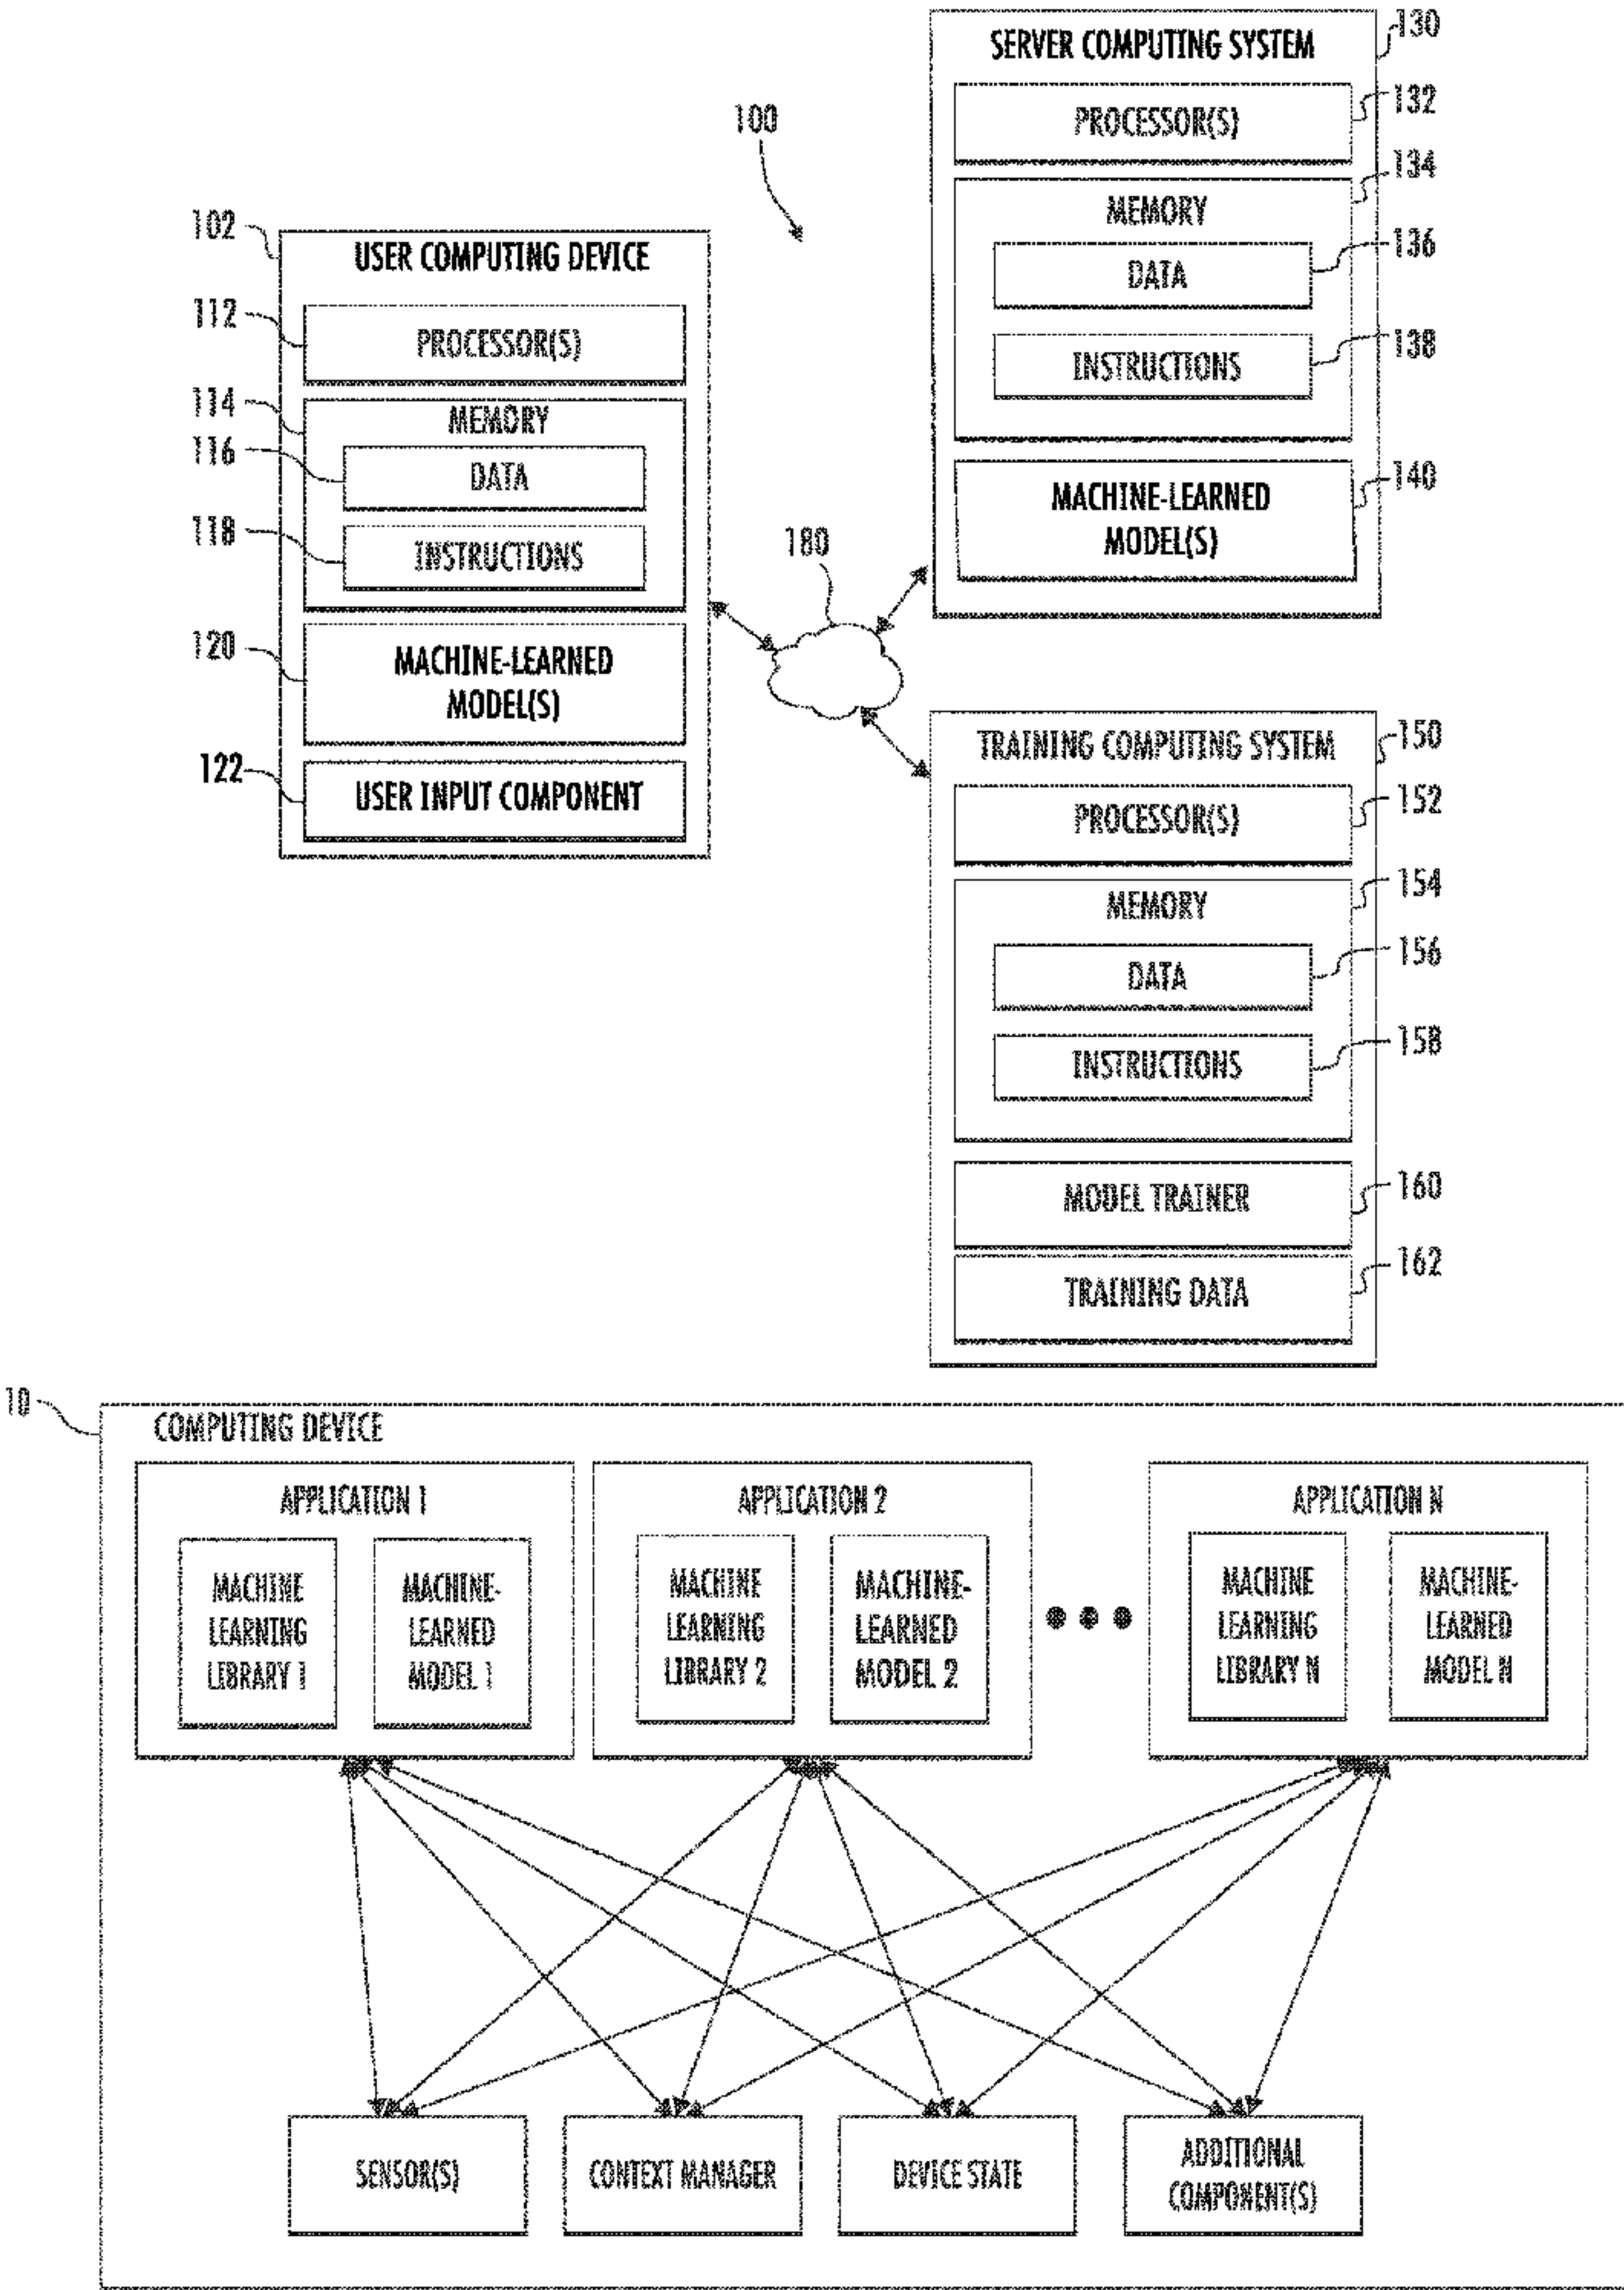 100
102
USER COMPUTING DEVICE
112
PROCESSOR(S)
114
MEMORY
116
DATA
118
INSTRUCTIONS
120
MACHINE-LEARNED
MODEL(S)
122
USER INPUT COMPONENT
180
130
SERVER COMPUTING SYSTEM
132
PROCESSOR(S)
134
MEMORY
136
DATA
138
INSTRUCTIONS
140
MACHINE-LEARNED
MODEL(S)
150
TRAINING COMPUTING SYSTEM
152
PROCESSOR(S)
154
MEMORY
156
DATA
158
INSTRUCTIONS
160
MODEL TRAINER
162
TRAINING DATA
10
COMPUTING DEVICE
APPLICATION 1
MACHINE
LEARNING
LIBRARY 1
MACHINE-
LEARNED
MODEL 1
APPLICATION 2
MACHINE
LEARNING
LIBRARY 2
MACHINE-
LEARNED
MODEL 2
APPLICATION N
MACHINE
LEARNING
LIBRARY N
MACHINE-
LEARNED
MODEL N
SENSOR(S)
CONTEXT MANAGER
DEVICE STATE
ADDITIONAL
COMPONENT(S)